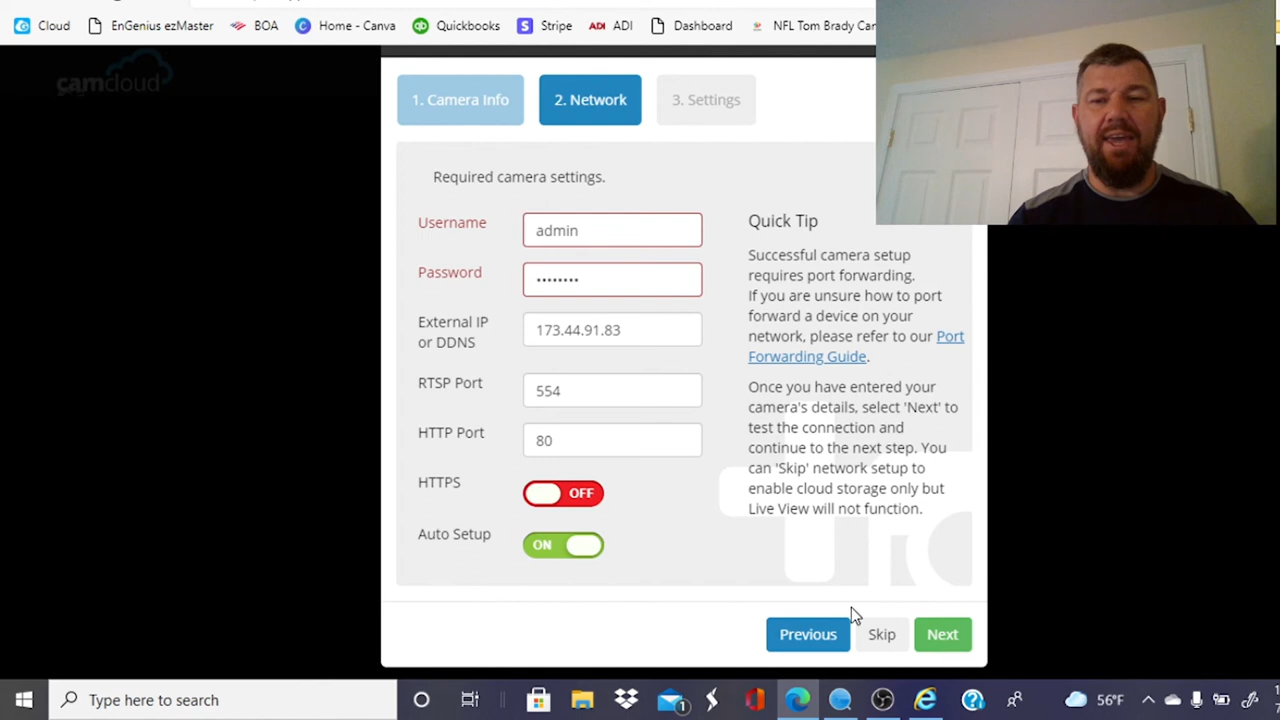 Cloud EnGenius ezMaster BOA Home - Canva Quickbooks Stripe ADI ADI Dashboard NFL Tom Brady Can
camcloud
1. Camera Info 2. Network 3. Settings
Required camera settings.
Username admin
Password ••••••••
External IP
or DDNS
173.44.91.83
RTSP Port 554
HTTP Port 80
HTTPS OFF
Auto Setup ON
Quick Tip
Successful camera setup
requires port forwarding.
If you are unsure how to port
forward a device on your
network, please refer to our Port
Forwarding Guide.
Once you have entered your
camera's details, select 'Next' to
test the connection and
continue to the next step. You
can 'Skip' network setup to
enable cloud storage only but
Live View will not function.
Previous Skip Next
Type here to search 1 56°F